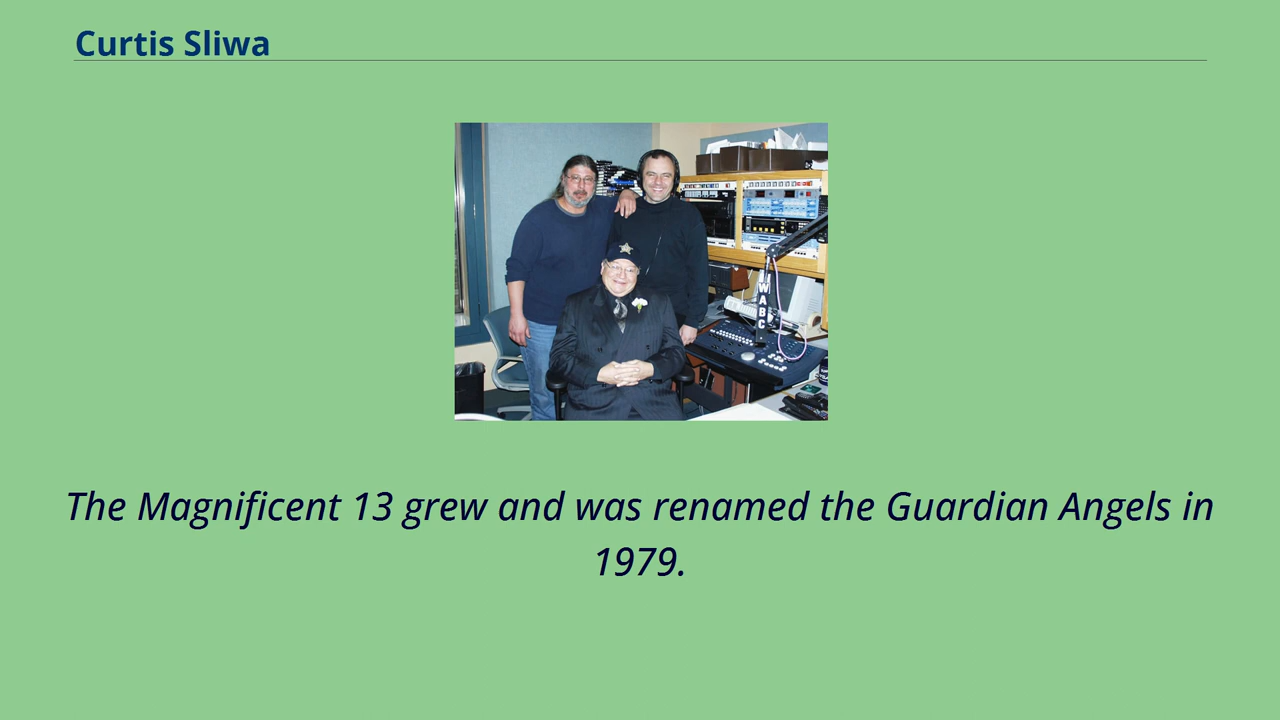 Curtis Sliwa
WABC
The Magnificent 13 grew and was renamed the Guardian Angels in
1979.